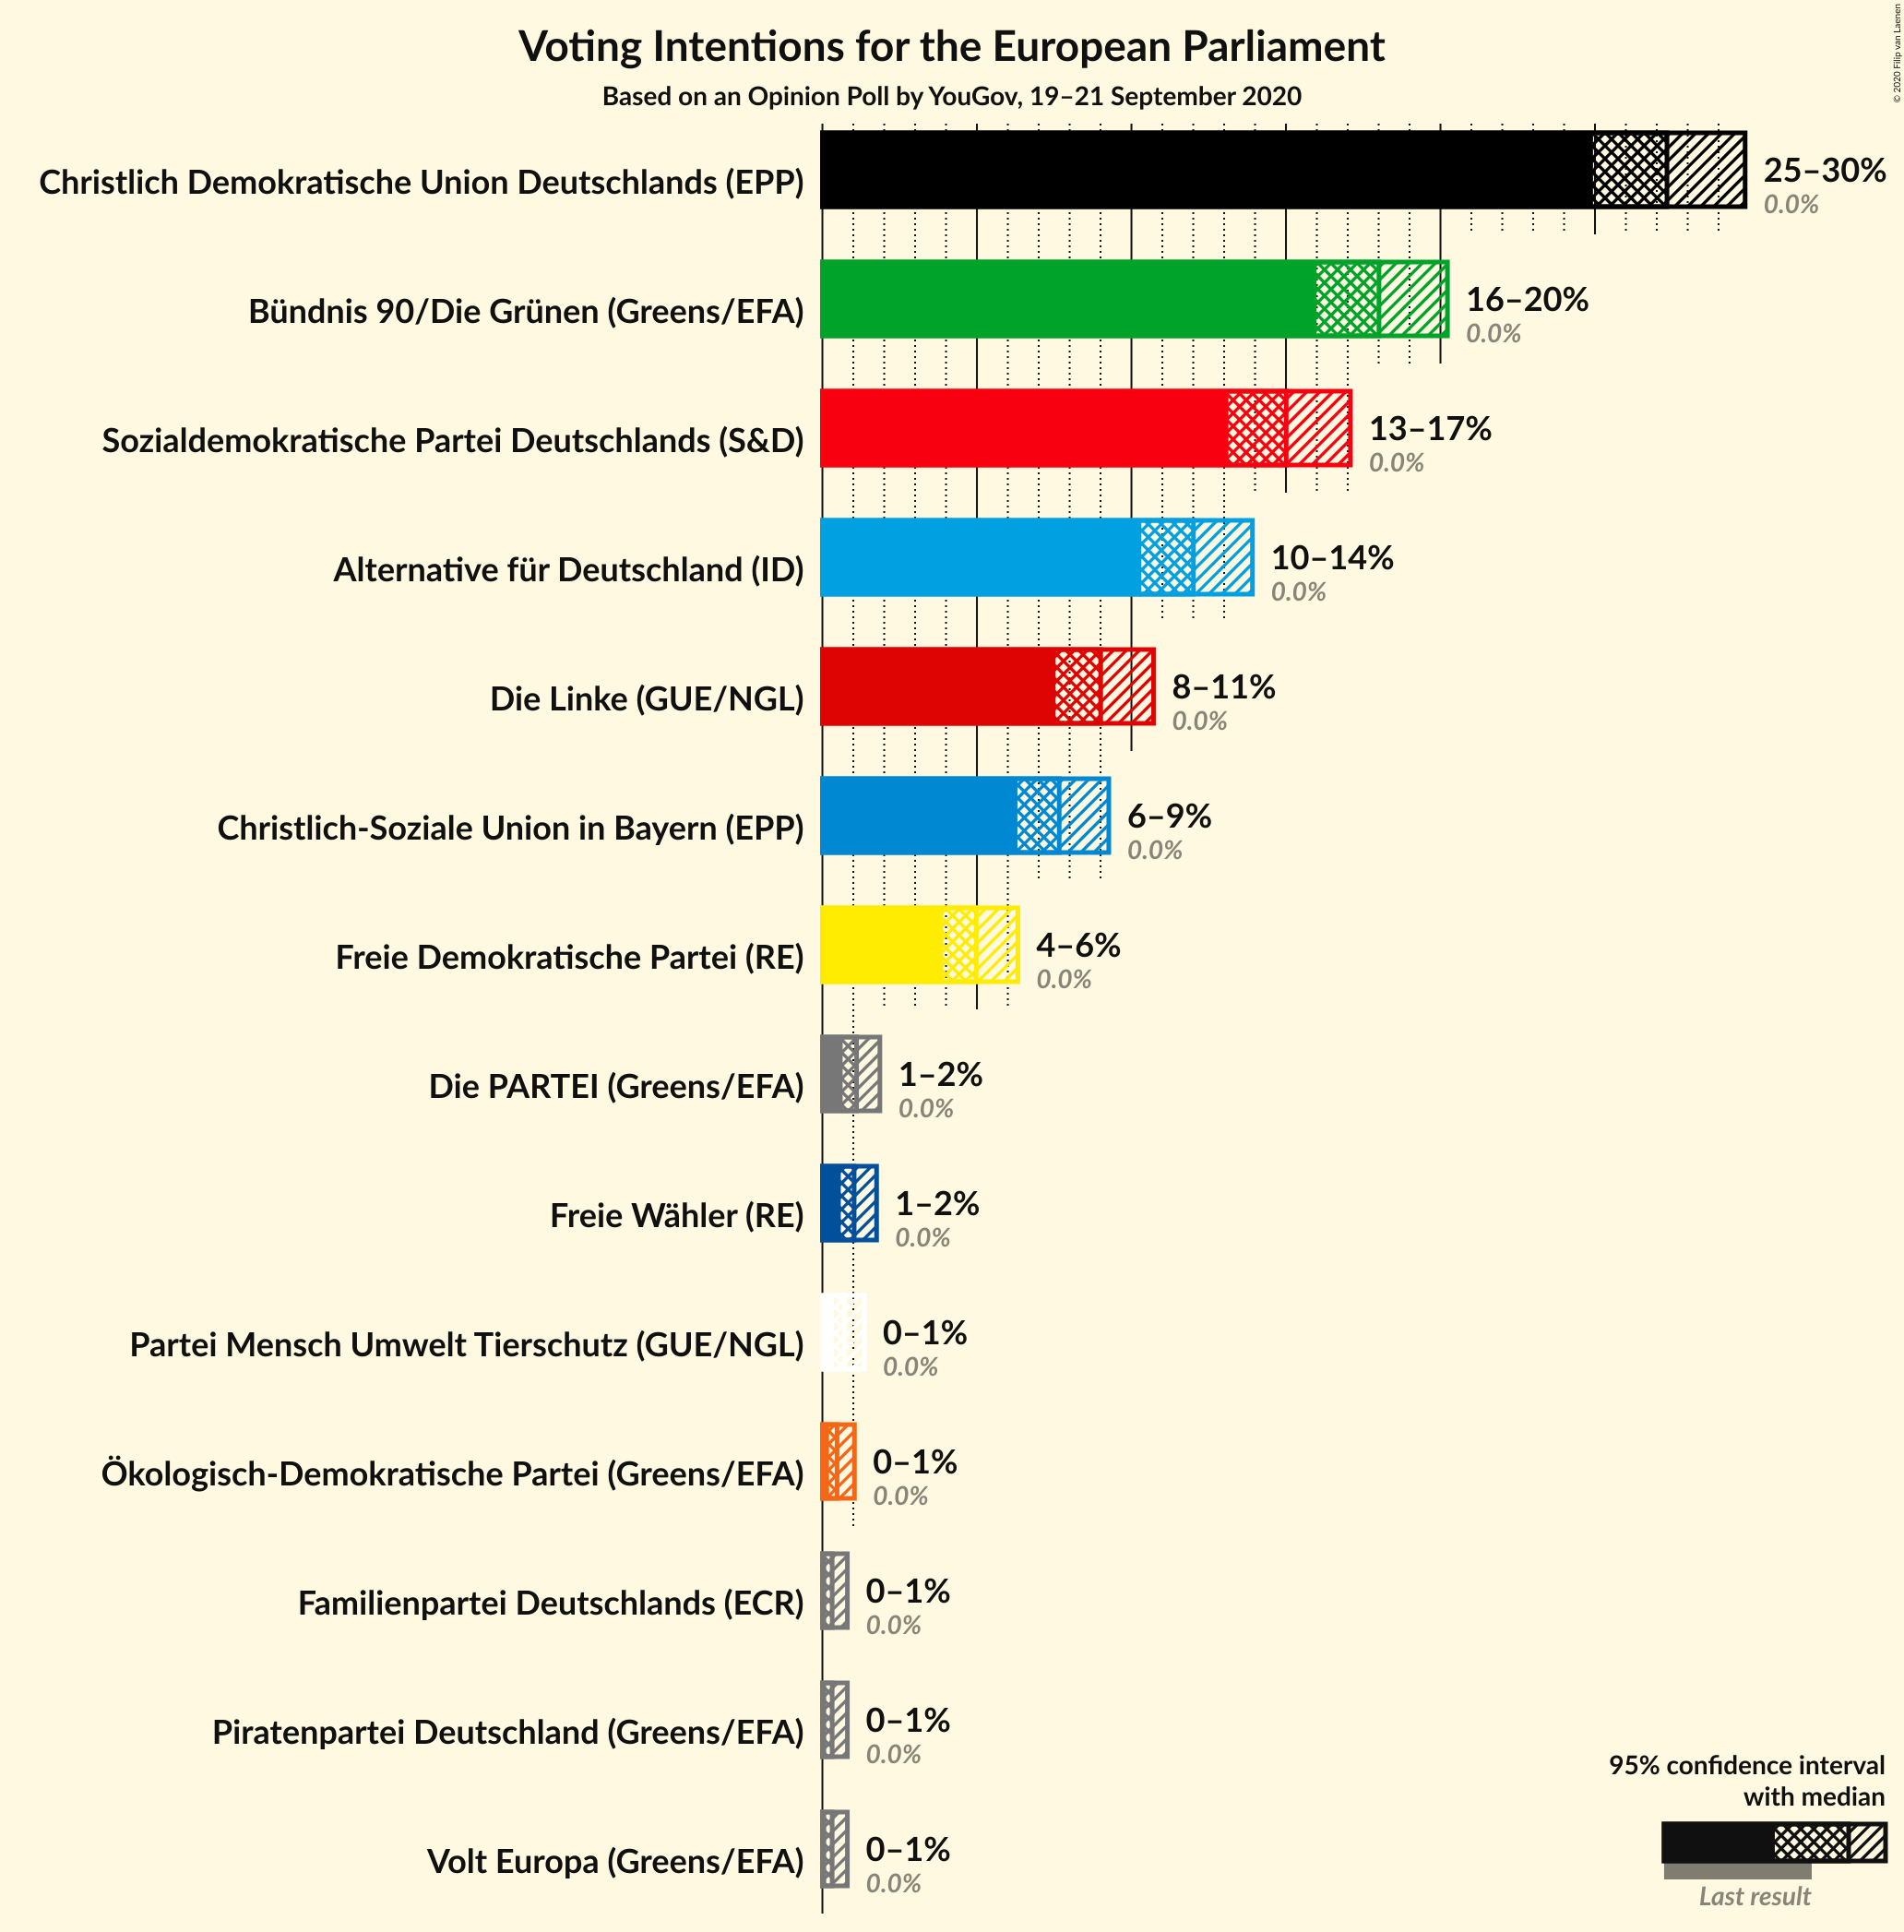 Voting Intentions for the European Parliament
Based on an Opinion Poll by YouGov, 19–21 September 2020
© 2020 Filip van Laenen
Christlich Demokratische Union Deutschlands (EPP)
25–30%
0.0%
Bündnis 90/Die Grünen (Greens/EFA)
16–20%
0.0%
Sozialdemokratische Partei Deutschlands (S&D)
13–17%
0.0%
Alternative für Deutschland (ID)
10–14%
0.0%
Die Linke (GUE/NGL)
8–11%
0.0%
Christlich-Soziale Union in Bayern (EPP)
6–9%
0.0%
Freie Demokratische Partei (RE)
4–6%
0.0%
Die PARTEI (Greens/EFA)
1–2%
0.0%
Freie Wähler (RE)
1–2%
0.0%
Partei Mensch Umwelt Tierschutz (GUE/NGL)
0–1%
0.0%
Ökologisch-Demokratische Partei (Greens/EFA)
0–1%
0.0%
Familienpartei Deutschlands (ECR)
0–1%
0.0%
Piratenpartei Deutschland (Greens/EFA)
0–1%
0.0%
Volt Europa (Greens/EFA)
0–1%
0.0%
95% confidence interval
with median
Last result